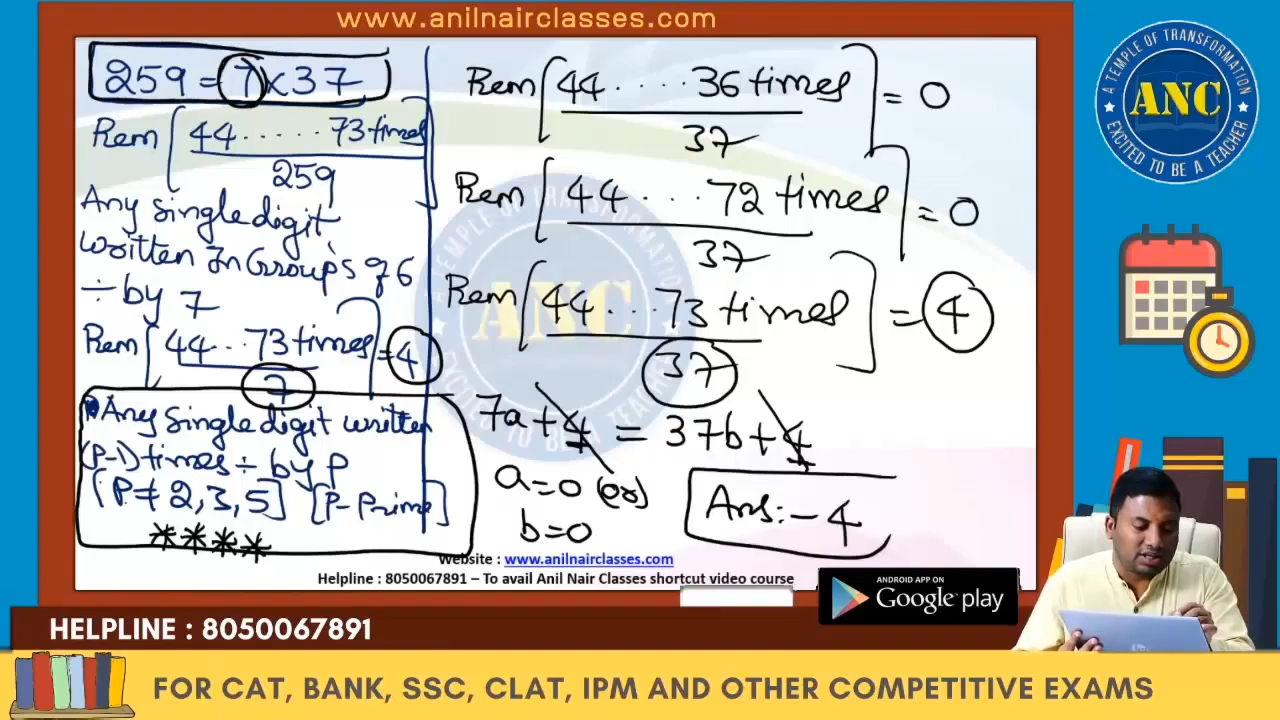 www.anilnairclasses.com
259 = 7 × 37
Rem [44 ..... 73 times
259
Any single digit
written In Group's of 6
÷ by 7
Rem [44 ... 73 times] = 4
7
Any single digit written
(P-1) times ÷ by P
[P ≠ 2, 3, 5] [P - Prime]
****
Rem [44 .... 36 times] = 0
37
Rem [44 ... 72 times] = 0
37
Rem [44 ... 73 times] = 4
37
7a + 4 = 37b + 4
a = 0 (or)
b = 0
Ans: - 4
Website : www.anilnairclasses.com
Helpline : 8050067891 – To avail Anil Nair Classes shortcut video course
ANDROID APP ON
Google play
A TEMPLE OF TRANSFORMATION
ANC
EXCITED TO BE A TEACHER
HELPLINE : 8050067891
FOR CAT, BANK, SSC, CLAT, IPM AND OTHER COMPETITIVE EXAMS